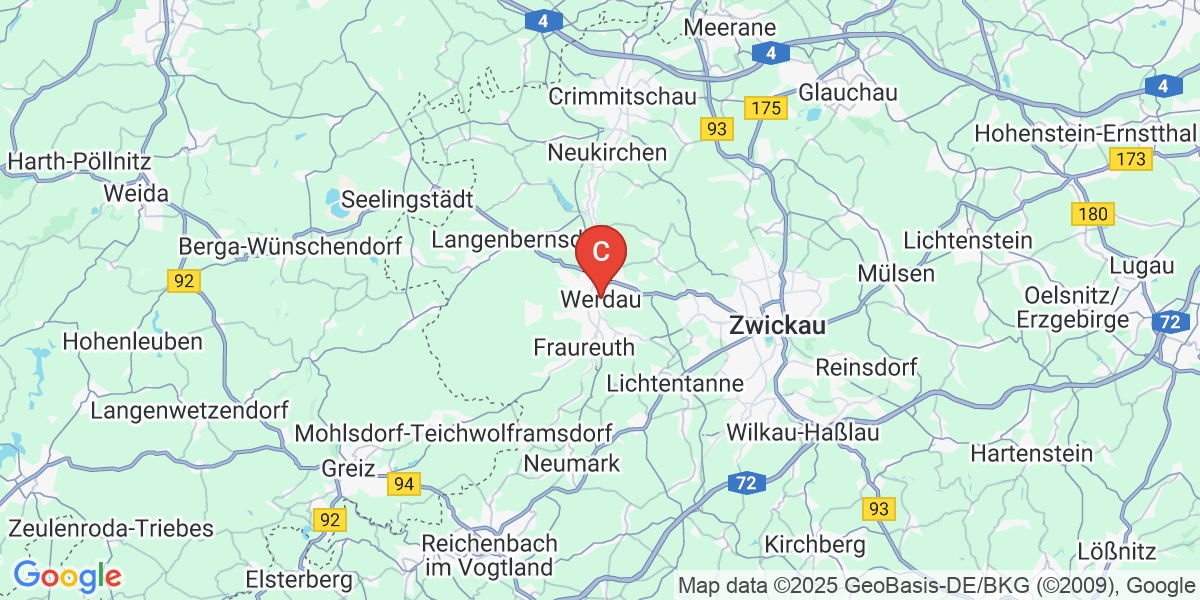 4
Meerane
4
Crimmitschau
Glauchau
4
175
93
Hohenstein-Ernstthal
Neukirchen
173
Harth-Pöllnitz
Weida
Seelingstädt
180
Berga-Wünschendorf
Langenbernsd
C
Lichtenstein
Mülsen
Lugau
92
Werdau
Oelsnitz/
Erzgebirge
Zwickau
72
Hohenleuben
Fraureuth
Reinsdorf
Lichtentanne
Langenwetzendorf
Mohlsdorf-Teichwolframsdorf
Wilkau-Haßlau
Greiz
Neumark
Hartenstein
94
72
92
93
Zeulenroda-Triebes
Reichenbach
im Vogtland
Kirchberg
Lößnitz
Elsterberg
Google
Map data ©2025 GeoBasis-DE/BKG (©2009), Google